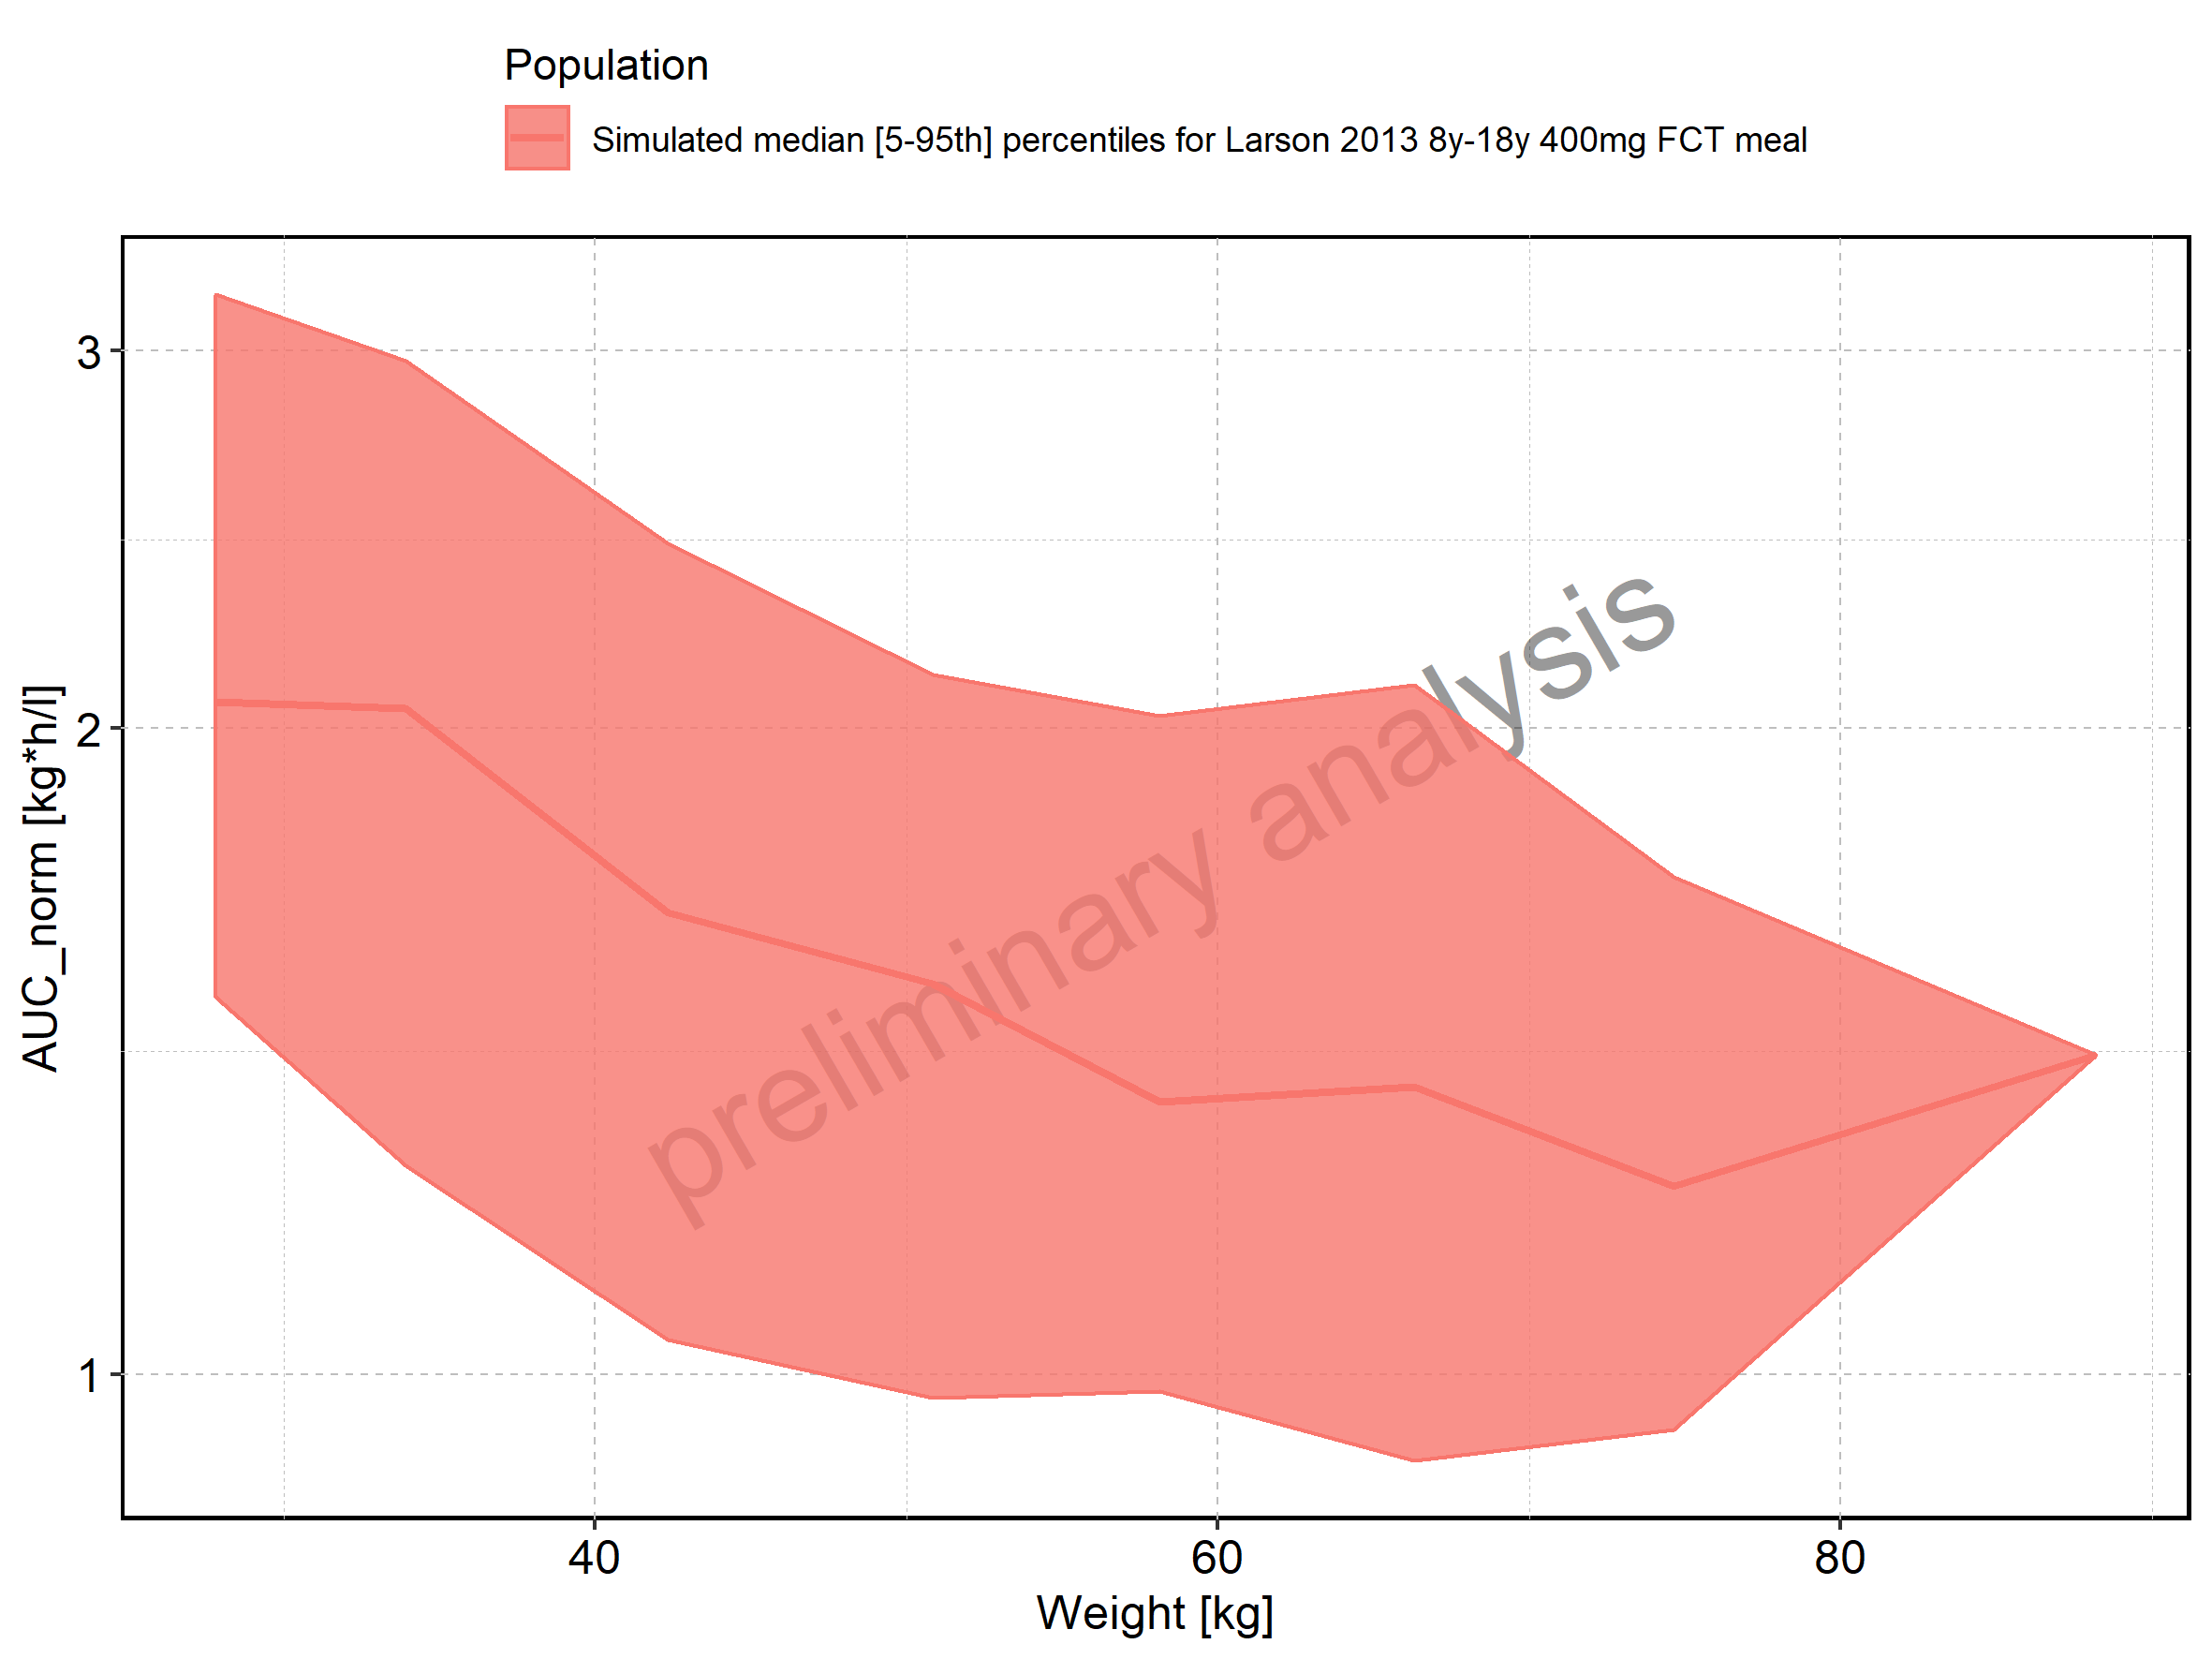 Population
Simulated median [5-95th] percentiles for Larson 2013 8y-18y 400mg FCT meal
3
2
1
AUC_norm [kg*h/l]
preliminary analysis
40
60
80
Weight [kg]